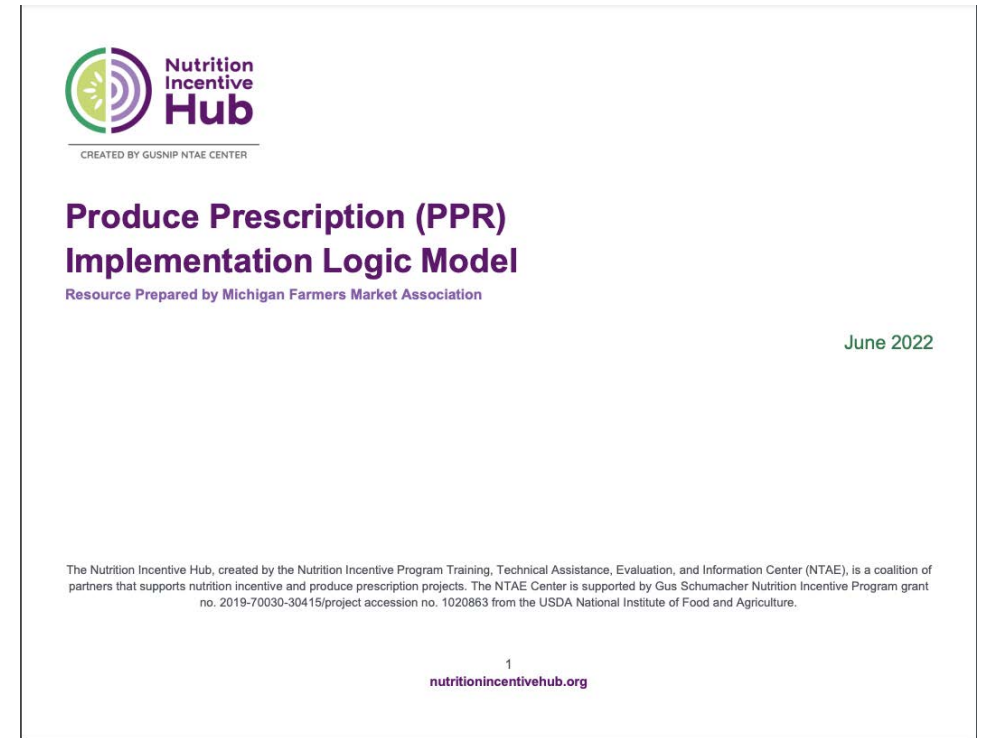 Nutrition
Incentive
Hub
CREATED BY GUSNIP NTAE CENTER
Produce Prescription (PPR)
Implementation Logic Model
Resource Prepared by Michigan Farmers Market Association
June 2022
The Nutrition Incentive Hub, created by the Nutrition Incentive Program Training, Technical Assistance, Evaluation, and Information Center (NTAE), is a coalition of
partners that supports nutrition incentive and produce prescription projects. The NTAE Center is supported by Gus Schumacher Nutrition Incentive Program grant
no. 2019-70030-30415/project accession no. 1020863 from the USDA National Institute of Food and Agriculture.
1
nutritionincentivehub.org